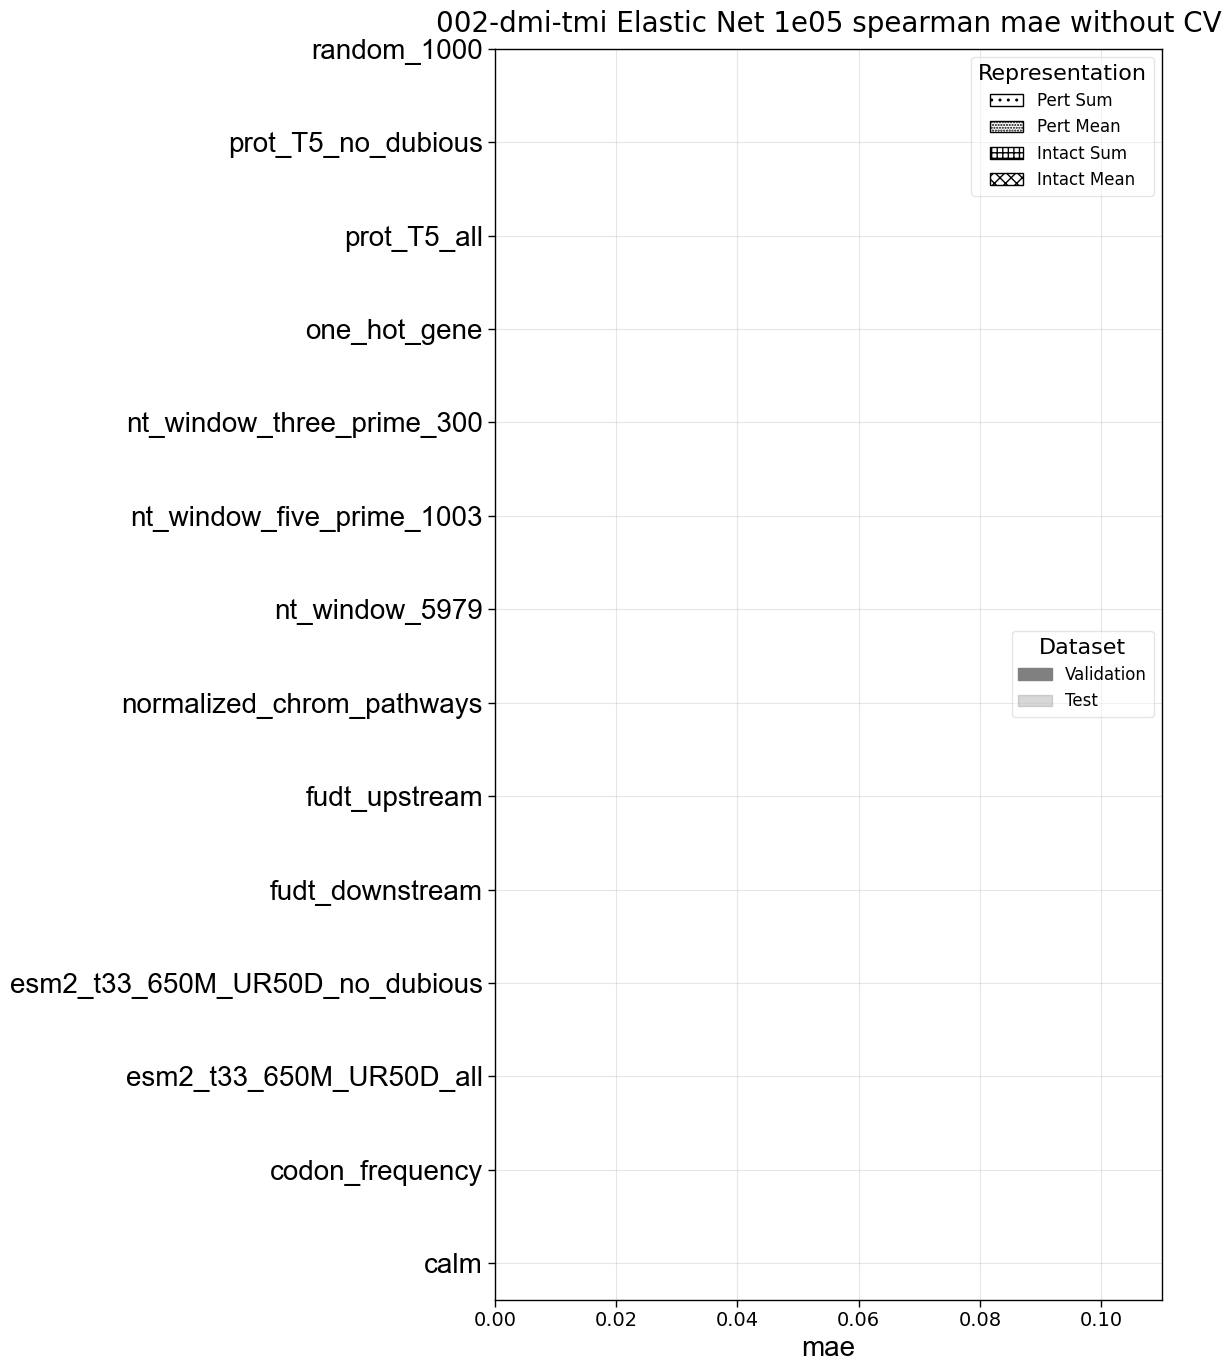 002-dmi-tmi Elastic Net 1e05 spearman mae without CV
random_1000
prot_T5_no_dubious
prot_T5_all
one_hot_gene
nt_window_three_prime_300
nt_window_five_prime_1003
nt_window_5979
normalized_chrom_pathways
fudt_upstream
fudt_downstream
esm2_t33_650M_UR50D_no_dubious
esm2_t33_650M_UR50D_all
codon_frequency
calm
Representation
Pert Sum
Pert Mean
Intact Sum
Intact Mean
Dataset
Validation
Test
0.00 0.02 0.04 0.06 0.08 0.10
mae